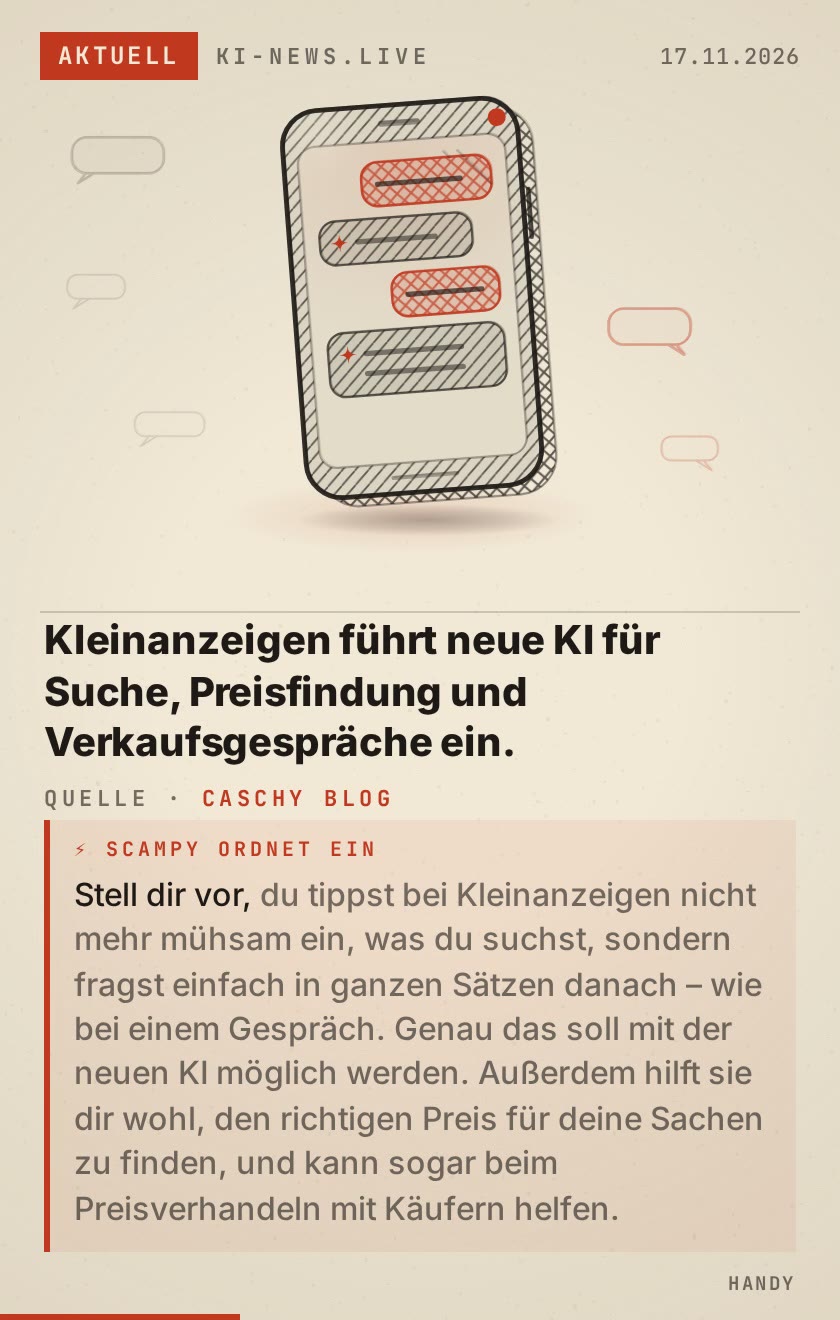 AKTUELL KI-NEWS.LIVE 17.11.2026
Kleinanzeigen führt neue KI für
Suche, Preisfindung und
Verkaufsgespräche ein.
QUELLE · CASCHY BLOG
⚡ SCAMPY ORDNET EIN
Stell dir vor, du tippst bei Kleinanzeigen nicht
mehr mühsam ein, was du suchst, sondern
fragst einfach in ganzen Sätzen danach – wie
bei einem Gespräch. Genau das soll mit der
neuen KI möglich werden. Außerdem hilft sie
dir wohl, den richtigen Preis für deine Sachen
zu finden, und kann sogar beim
Preisverhandeln mit Käufern helfen.
HANDY